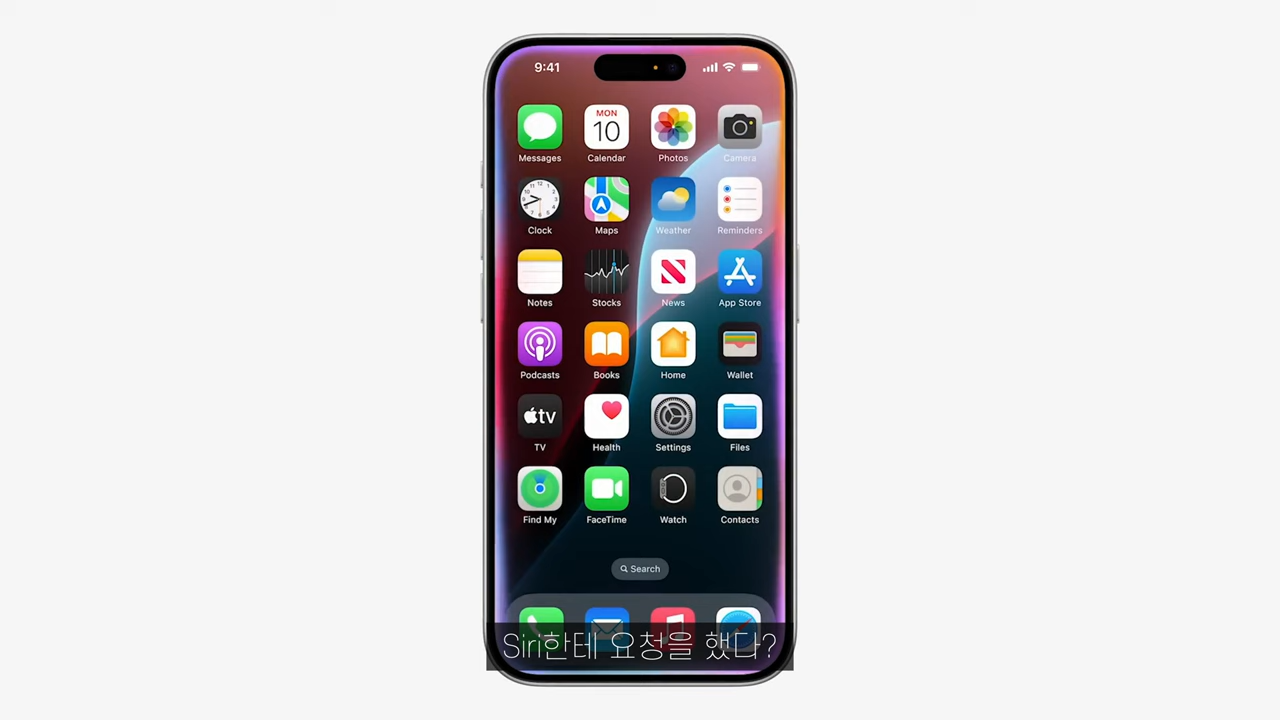 9:41
MON
10
Messages
Calendar
Photos
Camera
12
Clock
Maps
Weather
Reminders
Notes
Stocks
News
App Store
Podcasts
Books
Home
Wallet
tv
TV
Health
Settings
Files
Find My
FaceTime
Watch
Contacts
Search
Siri한테 요청을 했다?